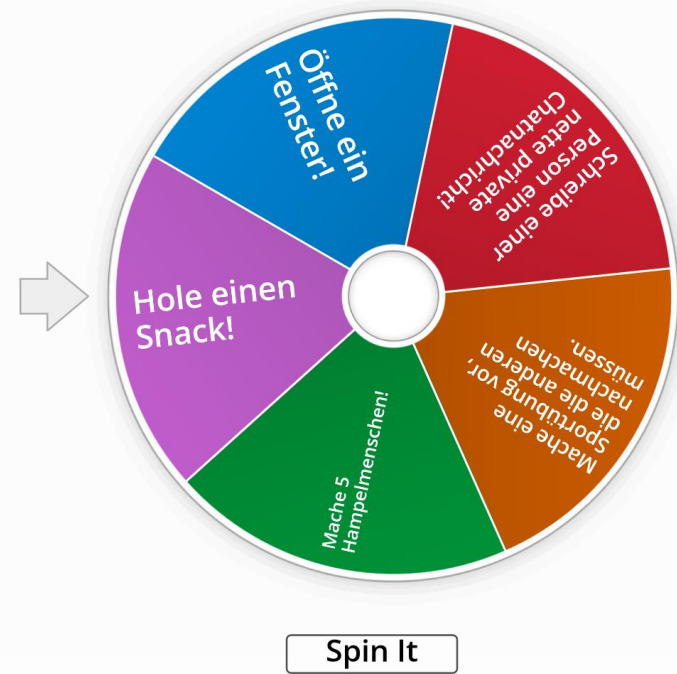 Öffne ein
Fenster!
Schreibe einer
Person eine
nette private
Chatnachricht!
Hole einen
Snack!
Mache eine
Sportübung vor,
die die anderen
nachmachen
müssen.
Mache 5
Hampelmenschen!
Spin It